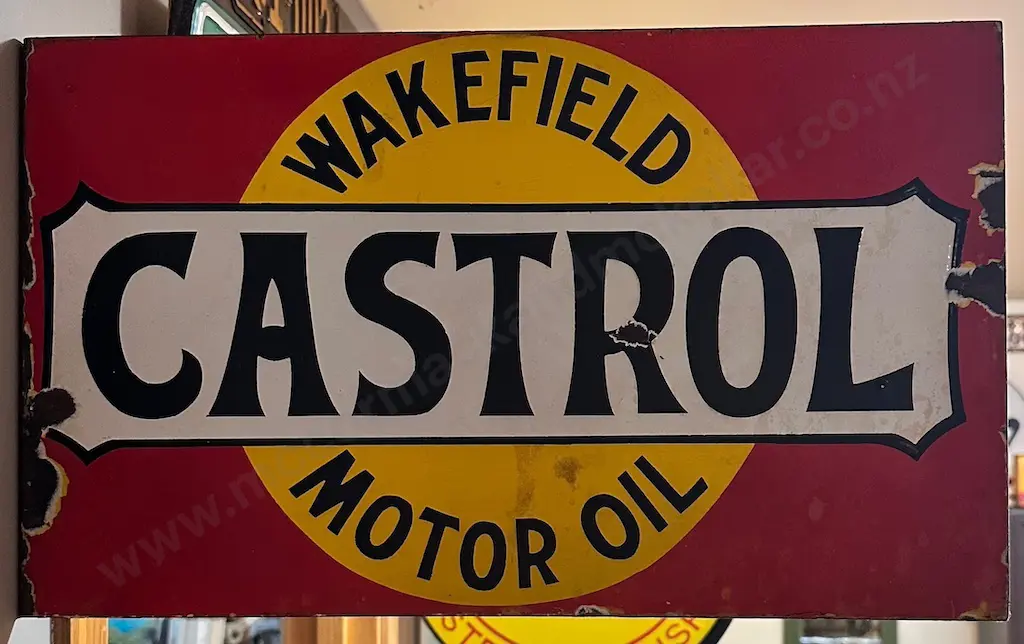 WAKEFIELD
CASTROL
MOTOR OIL